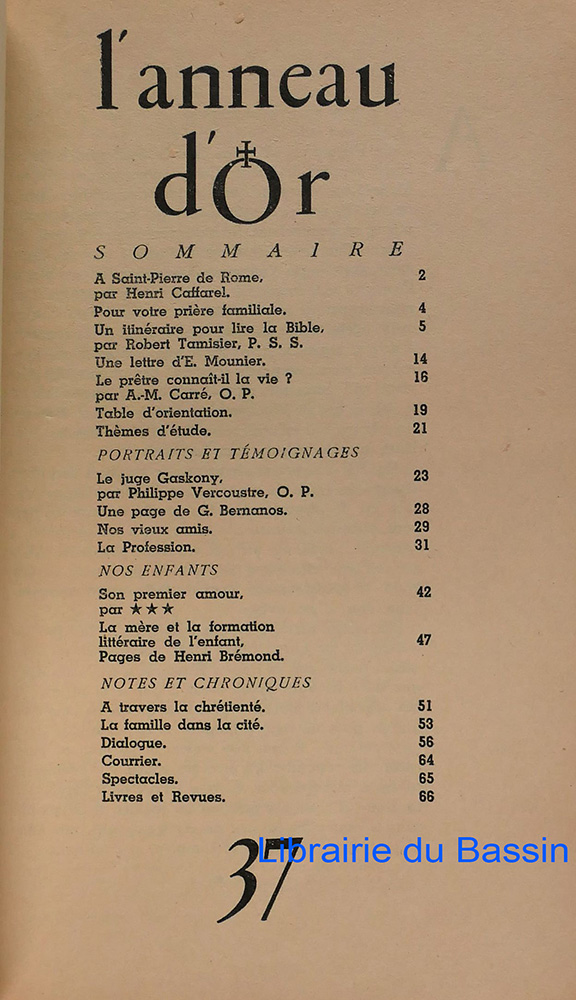 l'anneau
d'Or
SOMMAIRE
A Saint-Pierre de Rome, 2
par Henri Caffarel.
Pour votre prière familiale. 4
Un itinéraire pour lire la Bible, 5
par Robert Tamisier, P. S. S.
Une lettre d'E. Mounier. 14
Le prêtre connaît-il la vie ? 16
par A.-M. Carré, O. P.
Table d'orientation. 19
Thèmes d'étude. 21
PORTRAITS ET TÉMOIGNAGES
Le juge Gaskony, 23
par Philippe Vercoustre, O. P.
Une page de G. Bernanos. 28
Nos vieux amis. 29
La Profession. 31
NOS ENFANTS
Son premier amour, 42
par ★★★
La mère et la formation
littéraire de l'enfant, 47
Pages de Henri Brémond.
NOTES ET CHRONIQUES
A travers la chrétienté. 51
La famille dans la cité. 53
Dialogue. 56
Courrier. 64
Spectacles. 65
Livres et Revues. 66
37
Librairie du Bassin